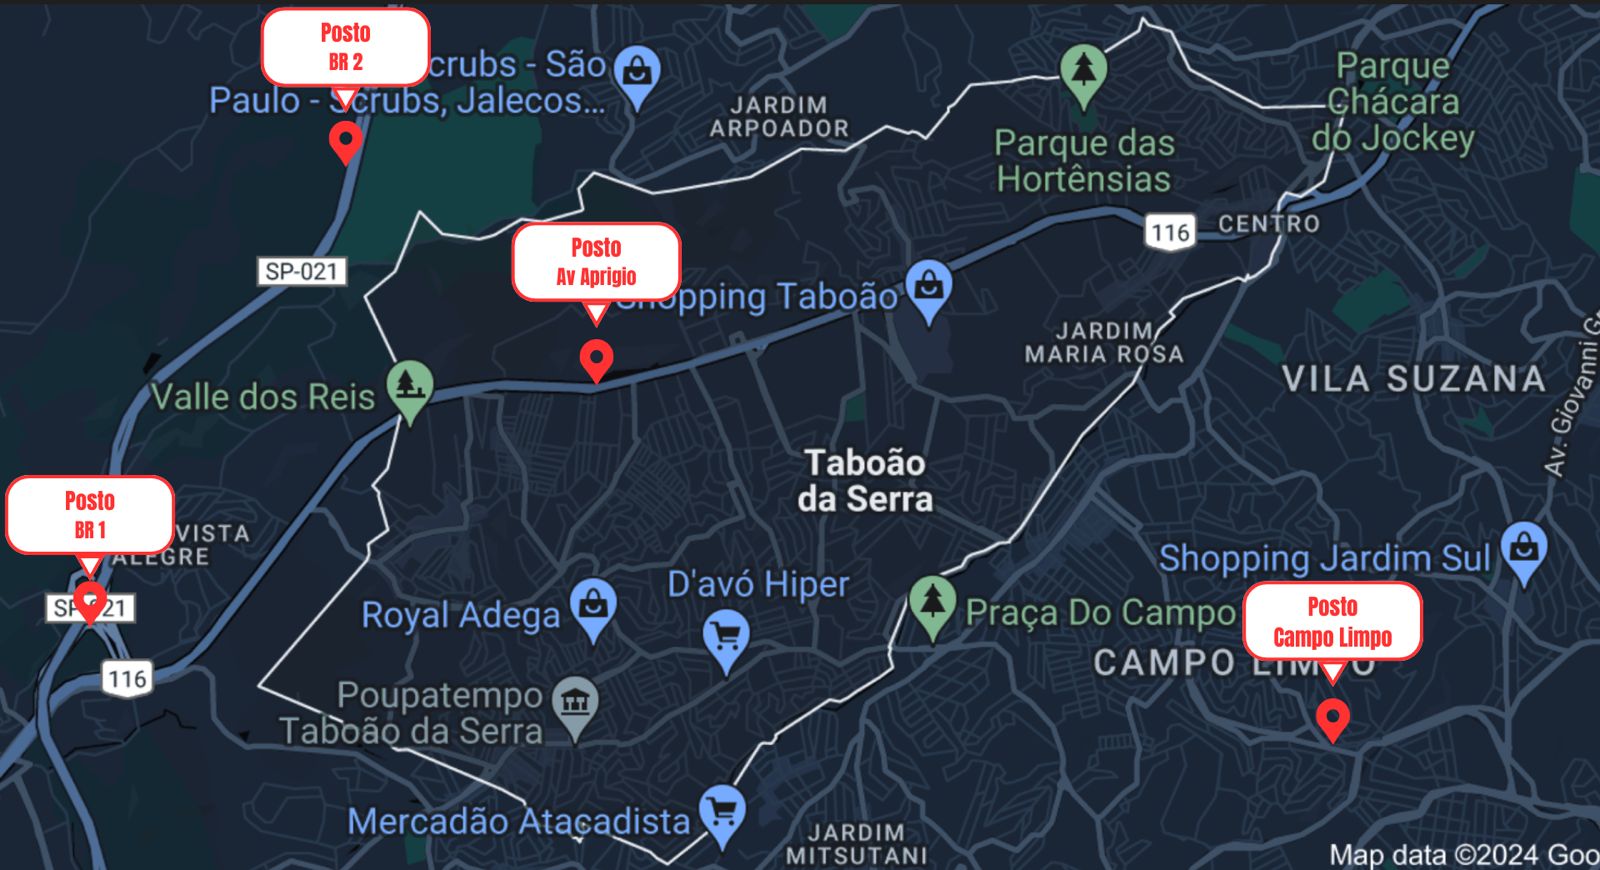 Posto
BR 2
crubs - São
Paulo - Scrubs, Jalecos...
JARDIM
ARPOADOR
Parque
Chácara
do Jockey
Parque das
Hortênsias
116
CENTRO
SP-021
Posto
Av Aprigio
Shopping Taboão
JARDIM
MARIA ROSA
VILA SUZANA
Av. Giovanni G
Valle dos Reis
Taboão
da Serra
Posto
BR 1
VISTA
ALEGRE
SP-021
116
Royal Adega
D'avó Hiper
Praça Do Campo
Shopping Jardim Sul
Posto
Campo Limpo
CAMPO LIMPO
Poupatempo
Taboão da Serra
Mercadão Atacadista
JARDIM
MITSUTANI
Map data ©2024 Goo